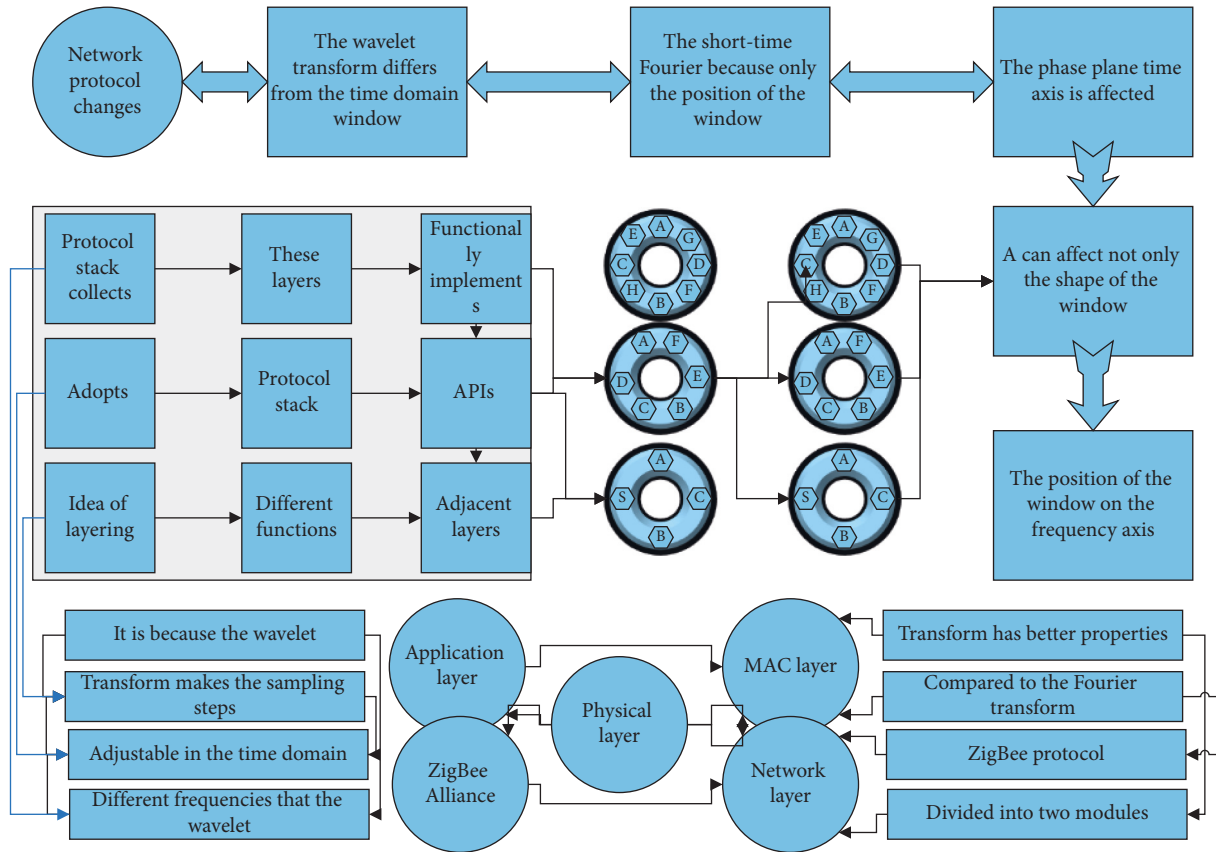 Network
protocol
changes
The wavelet
transform differs
from the time domain
window
The short-time
Fourier because only
the position of the
window
The phase plane time
axis is affected
Protocol
stack
collects
These
layers
Functional
ly
implement
s
Adopts
Protocol
stack
APIs
Idea of
layering
Different
functions
Adjacent
layers
E A G
C D
H B F
A F
D E
C B
A
S C
B
E A G
C D
H B F
A F
D E
C B
A
S C
B
A can affect not only
the shape of the
window
The position of the
window on the
frequency axis
It is because the wavelet
Transform makes the sampling
steps
Adjustable in the time domain
Different frequencies that the
wavelet
Application
layer
ZigBee
Alliance
Physical
layer
MAC layer
Network
layer
Transform has better properties
Compared to the Fourier
transform
ZigBee protocol
Divided into two modules